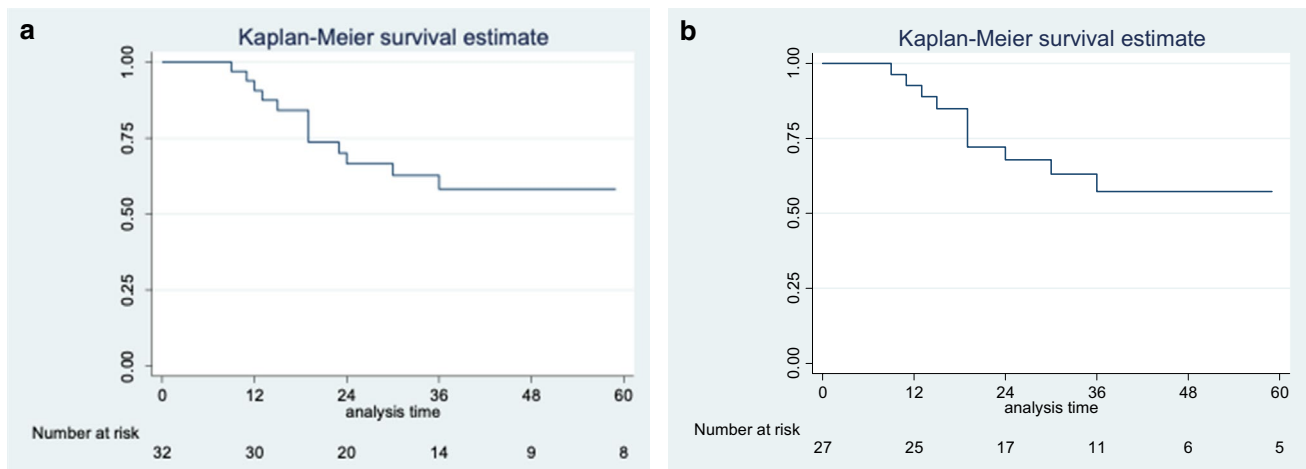 a
Kaplan-Meier survival estimate
1.00
0.75
0.50
0.25
0.00
0 12 24 36 48 60
analysis time
Number at risk
32 30 20 14 9 8
b
Kaplan-Meier survival estimate
1.00
0.75
0.50
0.25
0.00
0 12 24 36 48 60
analysis time
Number at risk
27 25 17 11 6 5